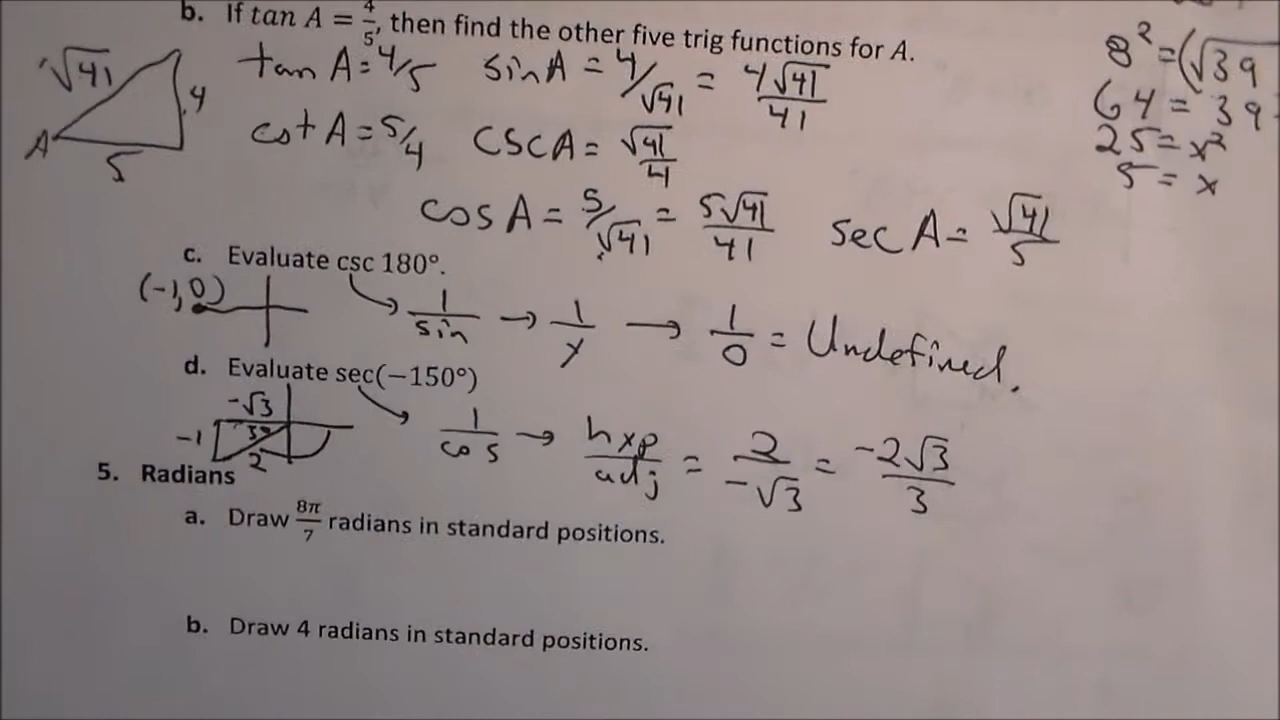 b. If tan A = 4/5, then find the other five trig functions for A.
√41
4
A
5
tan A = 4/5 sin A = 4/√41 = 4√41/41
cot A = 5/4 csc A = √41/4
cos A = 5/√41 = 5√41/41 sec A = √41/5
8² = (√39
64 = 39
25 = x²
5 = x
c. Evaluate csc 180°.
(-1,0)
1/sin → 1/y → 1/0 = Undefined.
d. Evaluate sec(−150°)
-√3
-1
2
1/cos → hyp/adj = 2/-√3 = -2√3/3
5. Radians
a. Draw 8π/7 radians in standard positions.
b. Draw 4 radians in standard positions.